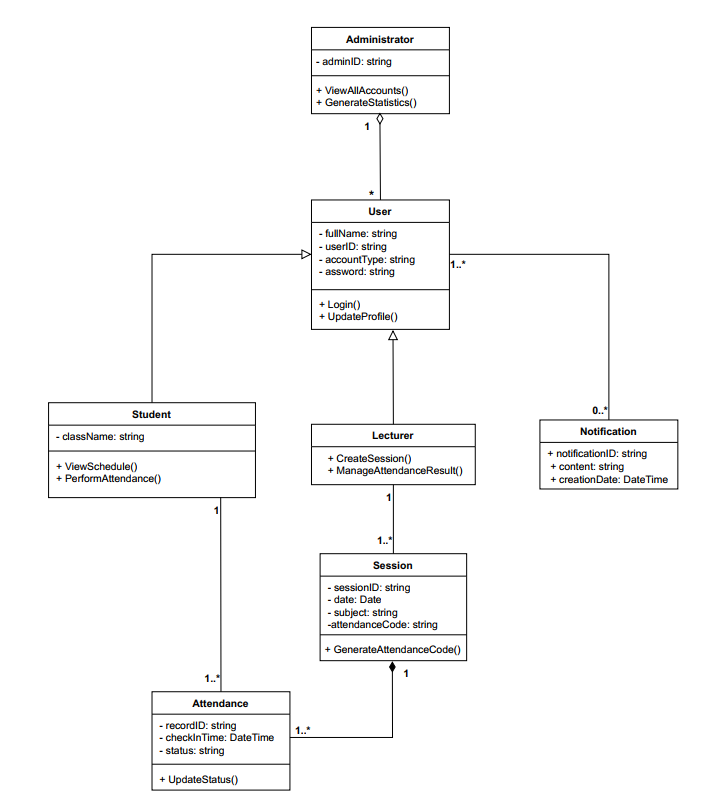 Administrator
- adminID: string
+ ViewAllAccounts()
+ GenerateStatistics()
1
*
User
- fullName: string
- userID: string
- accountType: string
- assword: string
+ Login()
+ UpdateProfile()
1..*
0..*
Student
- className: string
+ ViewSchedule()
+ PerformAttendance()
1
Lecturer
+ CreateSession()
+ ManageAttendanceResult()
1
1..*
Notification
+ notificationID: string
+ content: string
+ creationDate: DateTime
Session
- sessionID: string
- date: Date
- subject: string
-attendanceCode: string
+ GenerateAttendanceCode()
1
1..*
1..*
Attendance
- recordID: string
- checkInTime: DateTime
- status: string
+ UpdateStatus()